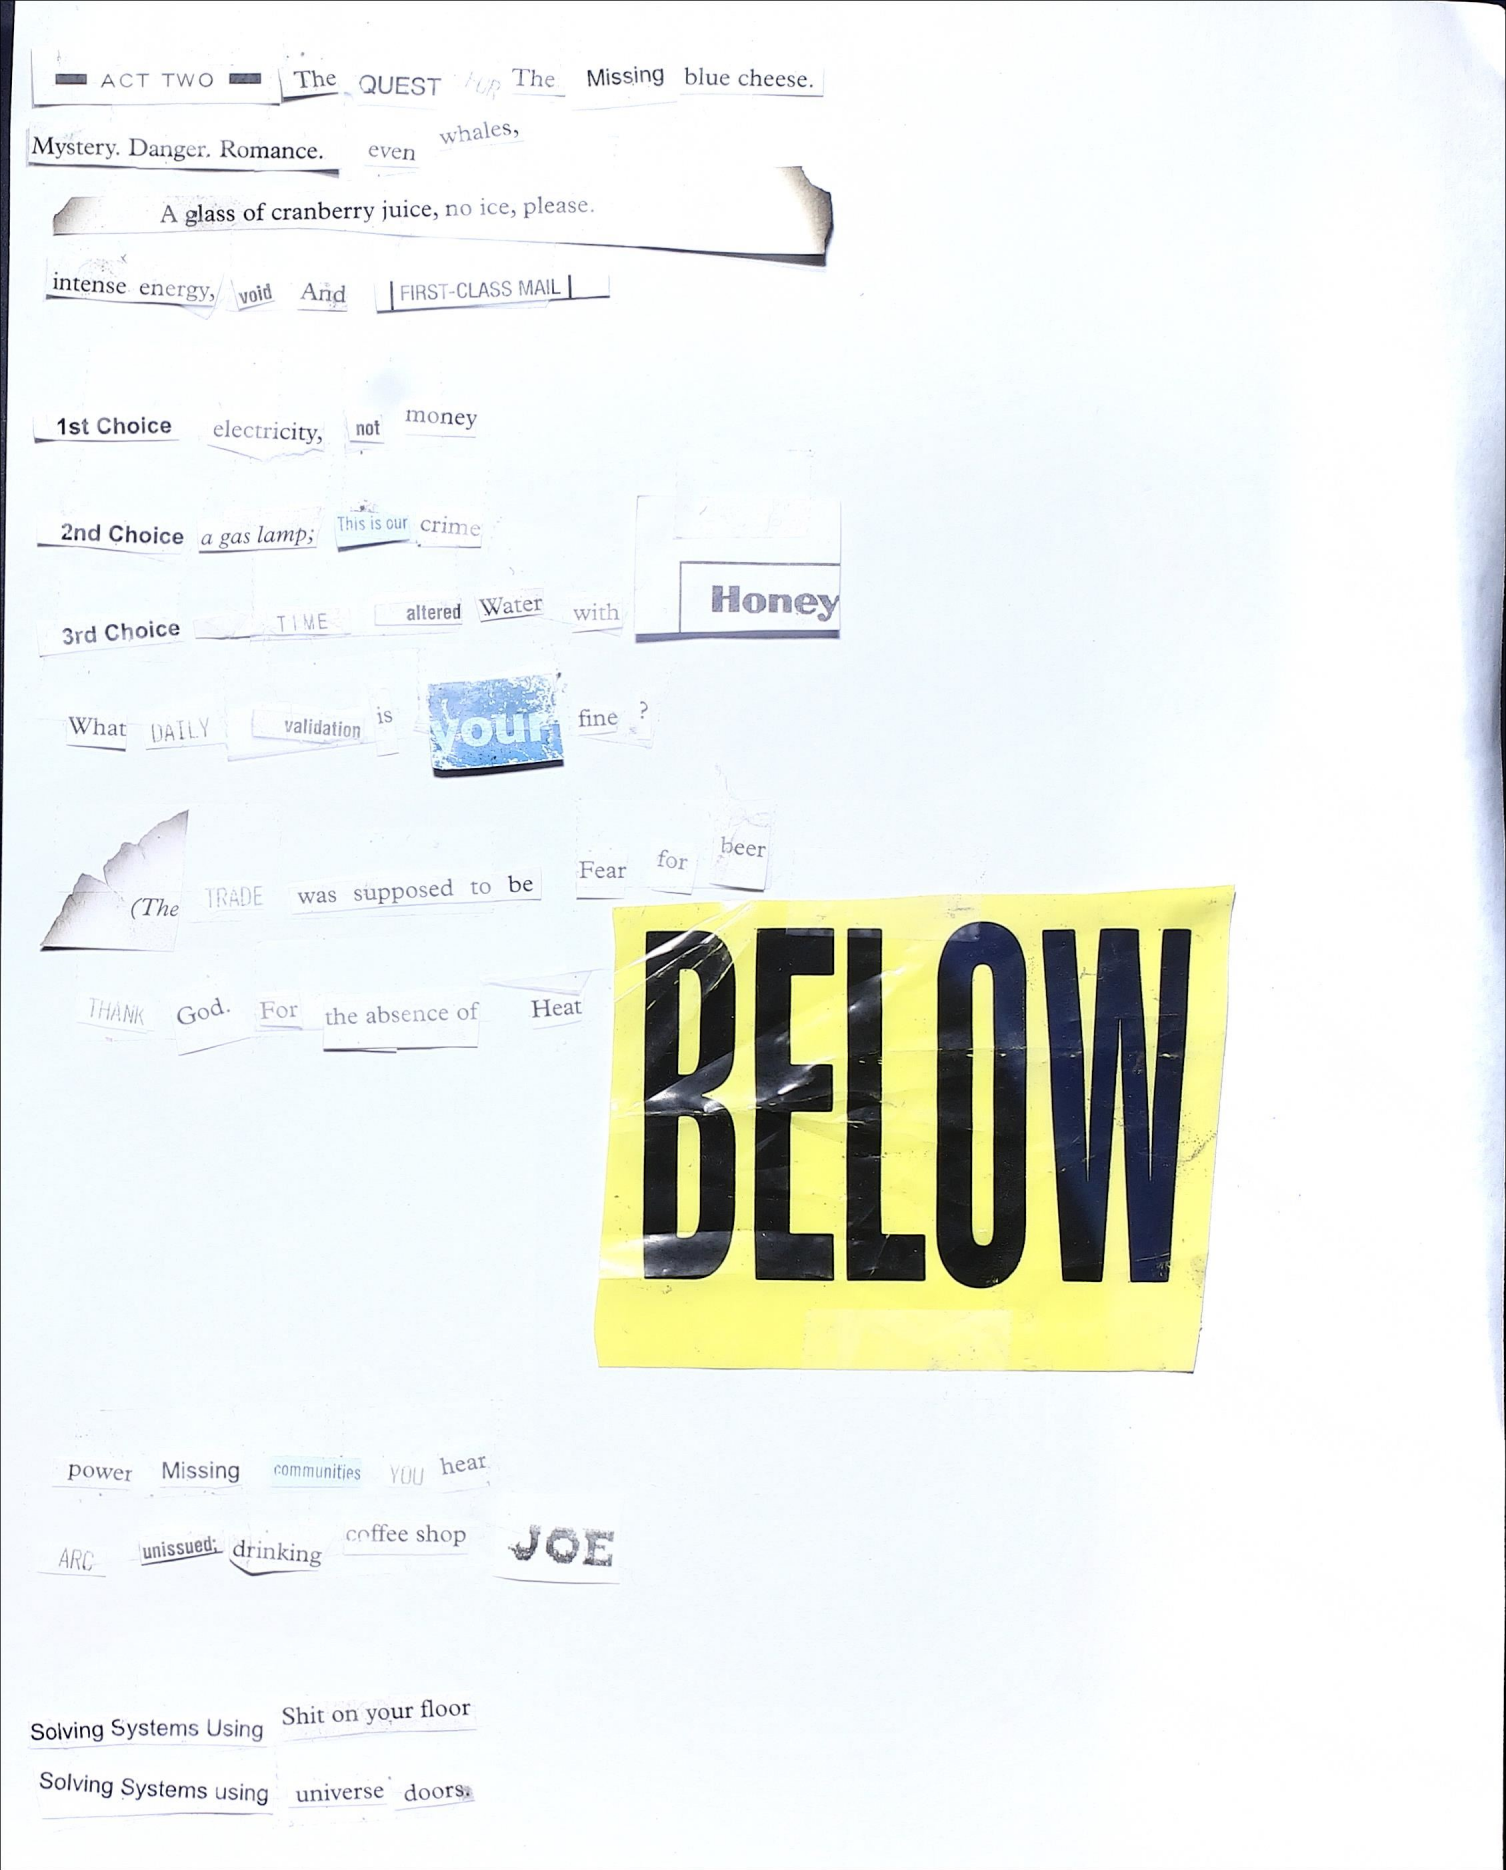 ACT TWO The QUEST FOR The Missing blue cheese.
Mystery. Danger. Romance. even whales,
A glass of cranberry juice, no ice, please.
intense energy, void And FIRST-CLASS MAIL
1st Choice electricity, not money
2nd Choice a gas lamp; This is our crime
3rd Choice TIME altered Water with Honey
What DAILY validation is your fine ?
(The TRADE was supposed to be Fear for beer
THANK God. For the absence of Heat BELOW
power Missing communities YOU hear
ARC unissued; drinking coffee shop JOE
Solving Systems Using Shit on your floor
Solving Systems using universe doors.